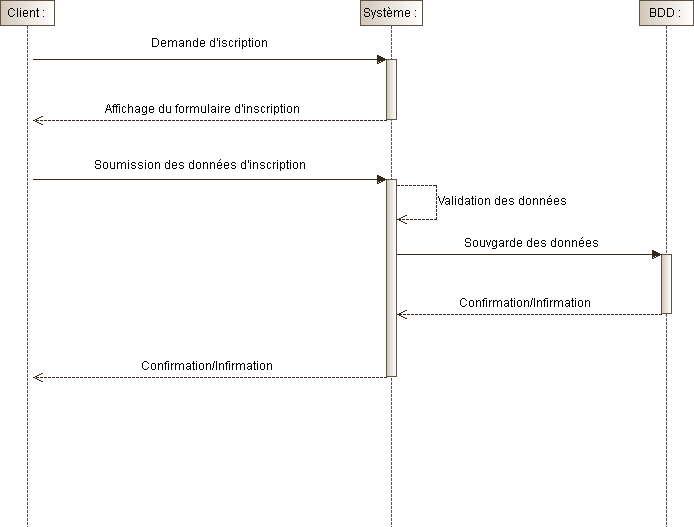 Client :
Système :
BDD :
Demande d'iscription
Affichage du formulaire d'inscription
Soumission des données d'inscription
Validation des données
Souvgarde des données
Confirmation/Infirmation
Confirmation/Infirmation